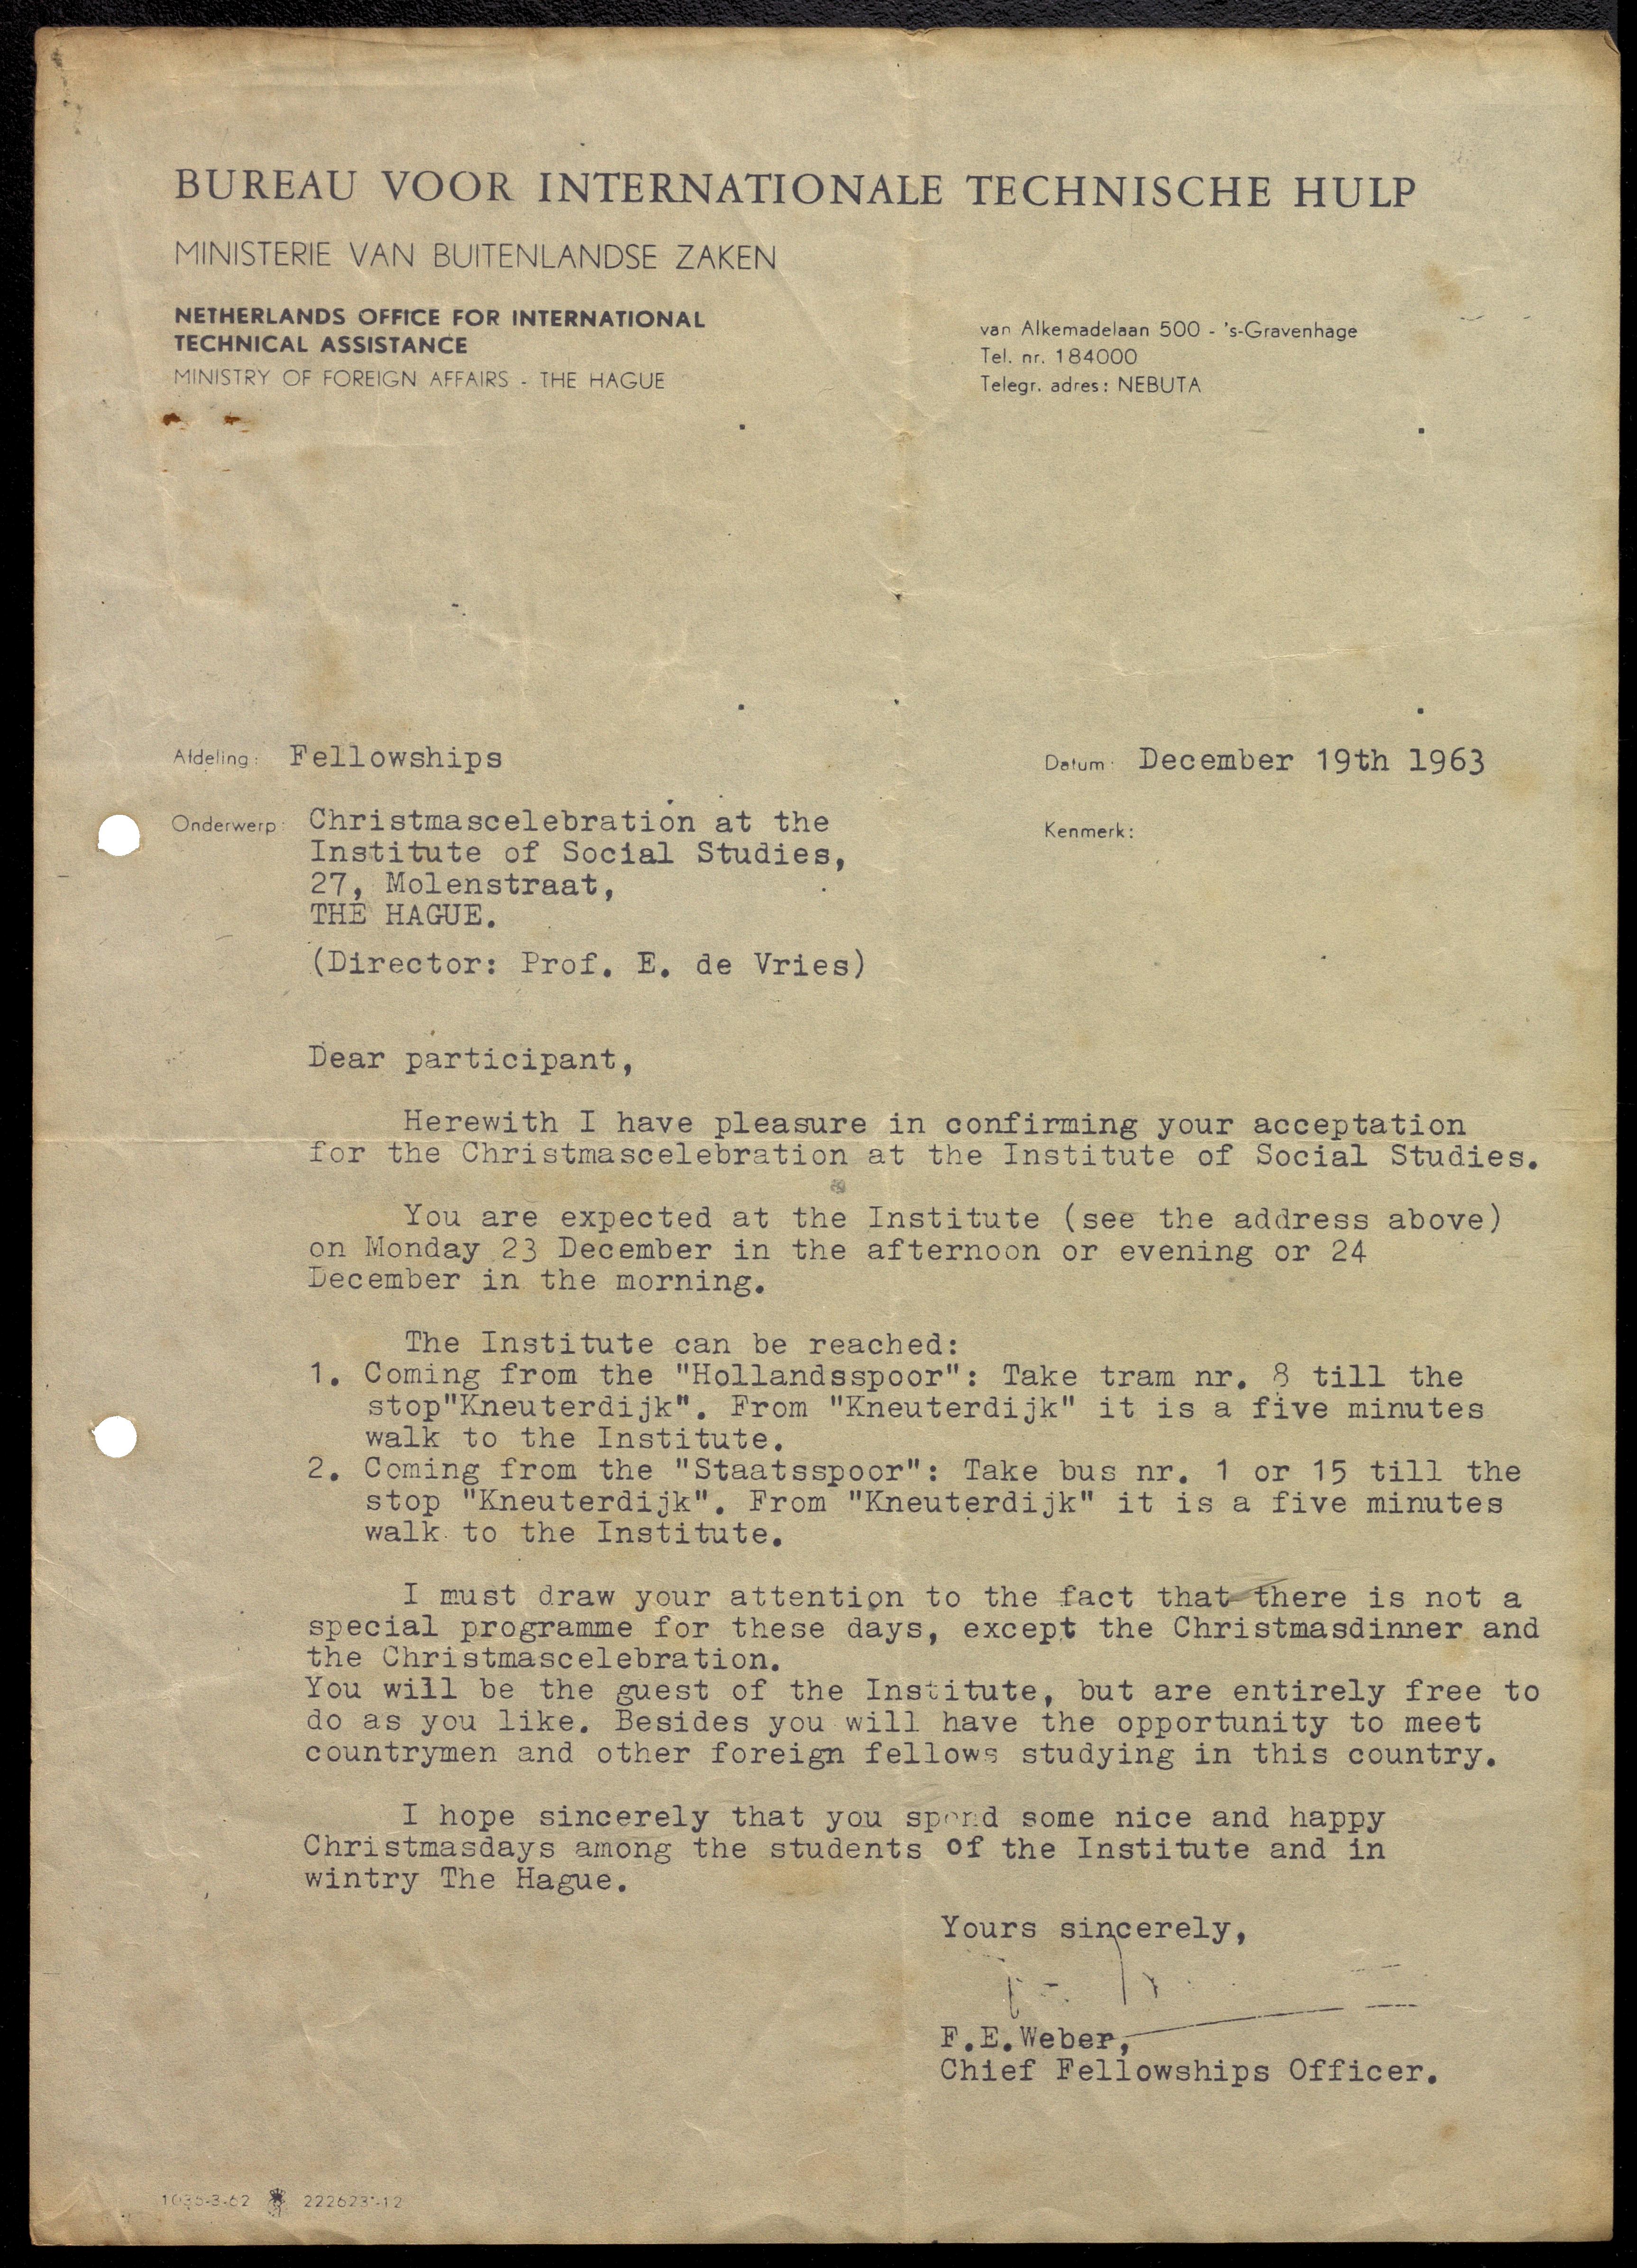 BUREAU VOOR INTERNATIONALE TECHNISCHE HULP
MINISTERIE VAN BUITENLANDSE ZAKEN
NETHERLANDS OFFICE FOR INTERNATIONAL
TECHNICAL ASSISTANCE
MINISTRY OF FOREIGN AFFAIRS - THE HAGUE
van Alkemadelaan 500 - 's-Gravenhage
Tel. nr. 184000
Telegr. adres: NEBUTA
Afdeling: Fellowships
Datum: December 19th 1963
Onderwerp: Christmascelebration at the
Institute of Social Studies,
27, Molenstraat,
THE HAGUE.
(Director: Prof. E. de Vries)
Kenmerk:
Dear participant,
Herewith I have pleasure in confirming your acceptation
for the Christmascelebration at the Institute of Social Studies.
You are expected at the Institute (see the address above)
on Monday 23 December in the afternoon or evening or 24
December in the morning.
The Institute can be reached:
1. Coming from the "Hollandsspoor": Take tram nr. 8 till the
stop"Kneuterdijk". From "Kneuterdijk" it is a five minutes
walk to the Institute.
2. Coming from the "Staatsspoor": Take bus nr. 1 or 15 till the
stop "Kneuterdijk". From "Kneuterdijk" it is a five minutes
walk to the Institute.
I must draw your attention to the fact that there is not a
special programme for these days, except the Christmasdinner and
the Christmascelebration.
You will be the guest of the Institute, but are entirely free to
do as you like. Besides you will have the opportunity to meet
countrymen and other foreign fellows studying in this country.
I hope sincerely that you spend some nice and happy
Christmasdays among the students of the Institute and in
wintry The Hague.
Yours sincerely,
F.E.Weber,
Chief Fellowships Officer.